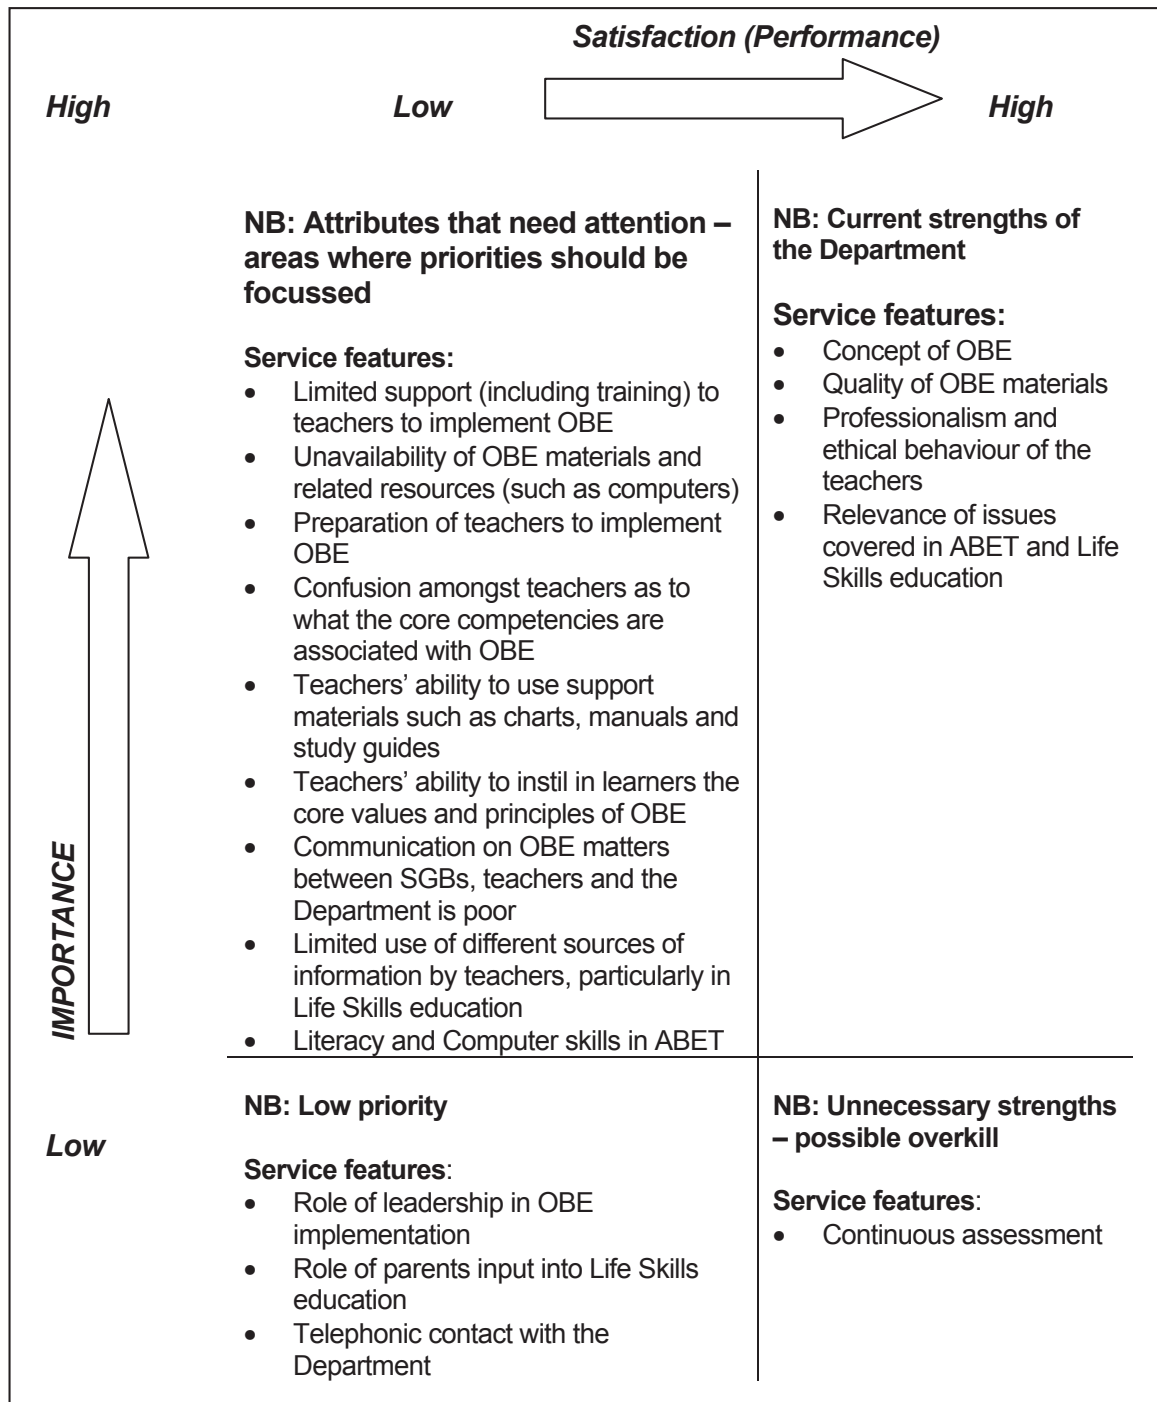 Satisfaction (Performance)
High
Low
High
NB: Attributes that need attention –
areas where priorities should be
focussed
Service features:
• Limited support (including training) to
teachers to implement OBE
• Unavailability of OBE materials and
related resources (such as computers)
• Preparation of teachers to implement
OBE
• Confusion amongst teachers as to
what the core competencies are
associated with OBE
• Teachers’ ability to use support
materials such as charts, manuals and
study guides
• Teachers’ ability to instil in learners the
core values and principles of OBE
• Communication on OBE matters
between SGBs, teachers and the
Department is poor
• Limited use of different sources of
information by teachers, particularly in
Life Skills education
• Literacy and Computer skills in ABET
NB: Current strengths of
the Department
Service features:
• Concept of OBE
• Quality of OBE materials
• Professionalism and
ethical behaviour of the
teachers
• Relevance of issues
covered in ABET and Life
Skills education
IMPORTANCE
Low
NB: Low priority
Service features:
• Role of leadership in OBE
implementation
• Role of parents input into Life Skills
education
• Telephonic contact with the
Department
NB: Unnecessary strengths
– possible overkill
Service features:
• Continuous assessment